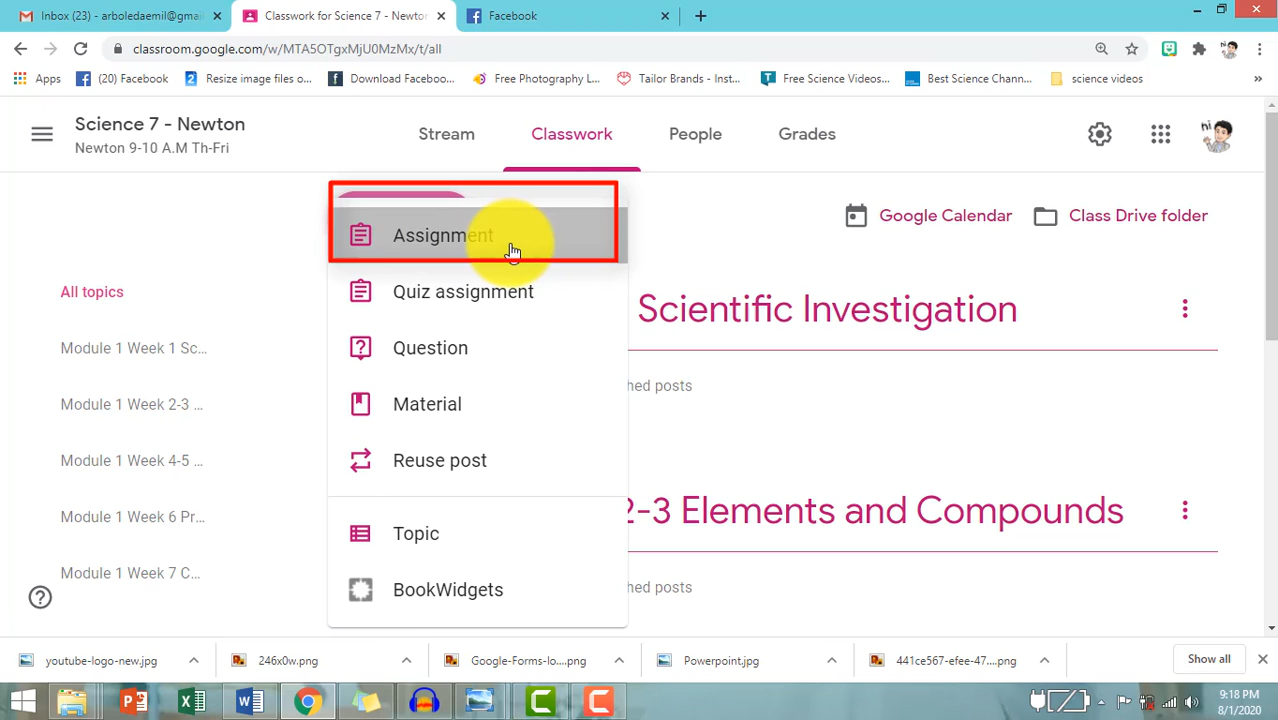 Inbox (23) - arboledaemil@gmail
Classwork for Science 7 - Newton
Facebook
classroom.google.com/w/MTA5OTgxMjU0MzMx/t/all
Apps
(20) Facebook
Resize image files o...
Download Faceboo...
Free Photography L...
Tailor Brands - Inst...
Free Science Videos...
Best Science Chann...
science videos
»
Science 7 - Newton
Newton 9-10 A.M Th-Fri
Stream
Classwork
People
Grades
Google Calendar
Class Drive folder
All topics
Module 1 Week 1 Sc...
Module 1 Week 2-3 ...
Module 1 Week 4-5 ...
Module 1 Week 6 Pr...
Module 1 Week 7 C...
Assignment
Quiz assignment
Question
Material
Reuse post
Topic
BookWidgets
Scientific Investigation
hed posts
2-3 Elements and Compounds
hed posts
youtube-logo-new.jpg
246x0w.png
Google-Forms-lo....png
Powerpoint.jpg
441ce567-efee-47....png
Show all
9:18 PM
8/1/2020